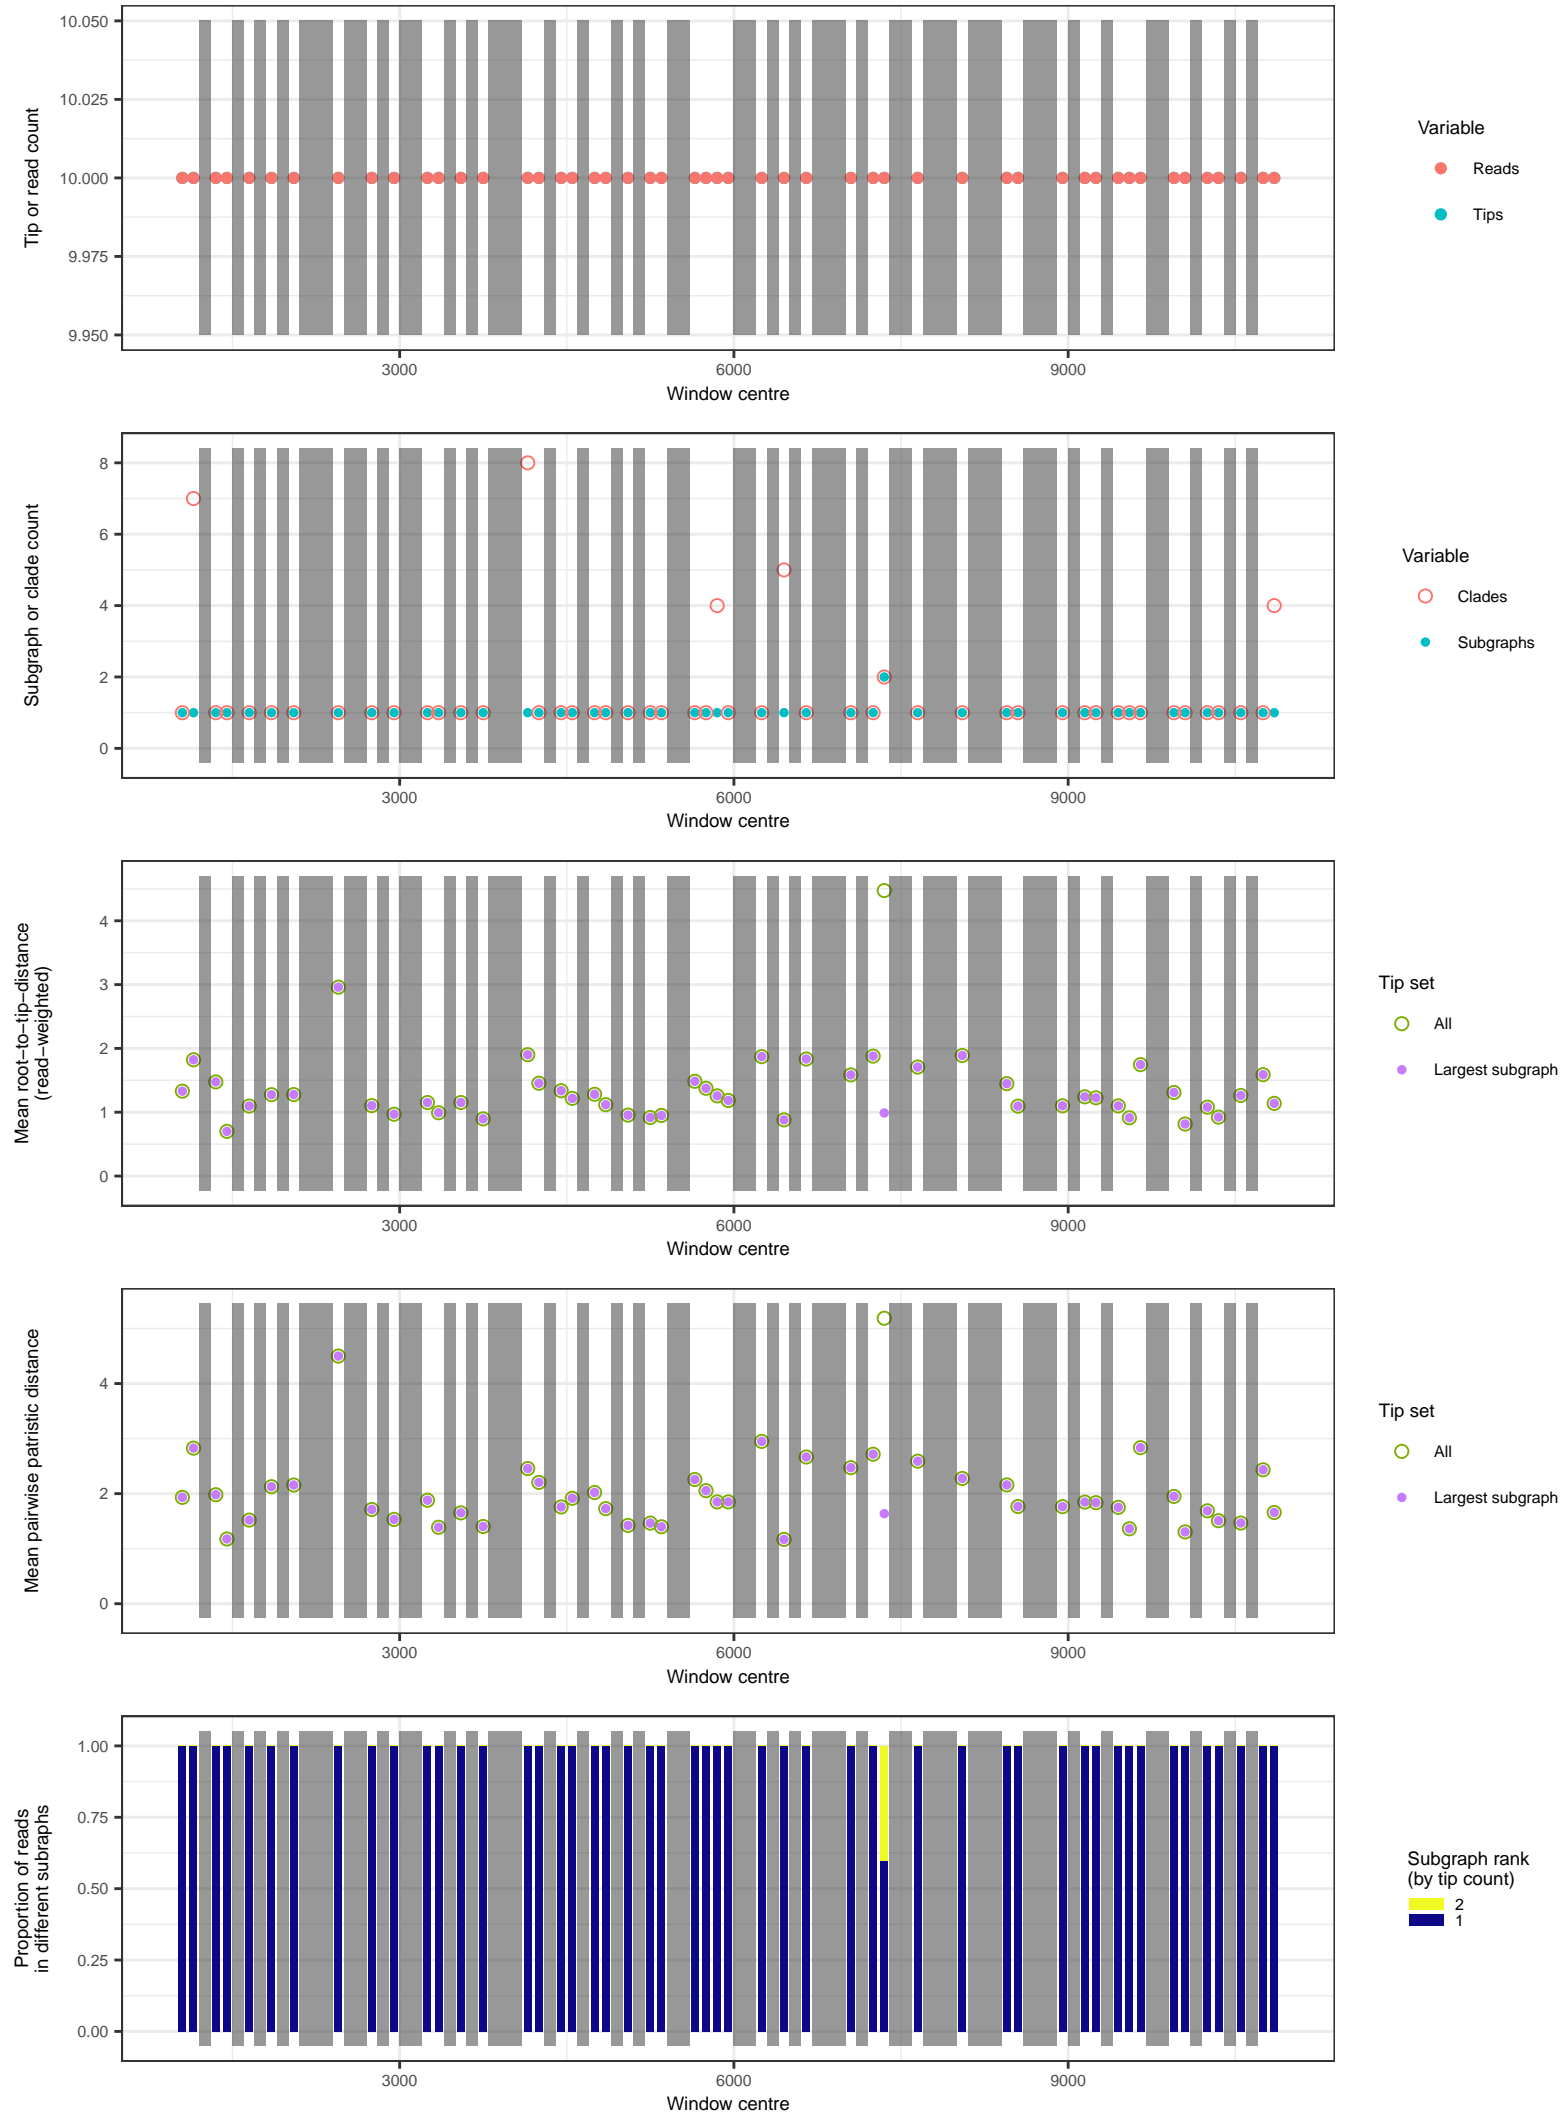 10.050
10.025
10.000
9.975
9.950
Tip or read count
3000
6000
9000
Window centre
Variable
Reads
Tips
8
6
4
2
0
Subgraph or clade count
3000
6000
9000
Window centre
Variable
Clades
Subgraphs
4
3
2
1
0
Mean root−to−tip−distance
(read−weighted)
3000
6000
9000
Window centre
Tip set
All
Largest subgraph
4
2
0
Mean pairwise patristic distance
3000
6000
9000
Window centre
Tip set
All
Largest subgraph
1.00
0.75
0.50
0.25
0.00
Proportion of reads
in different subraphs
3000
6000
9000
Window centre
Subgraph rank
(by tip count)
2
1